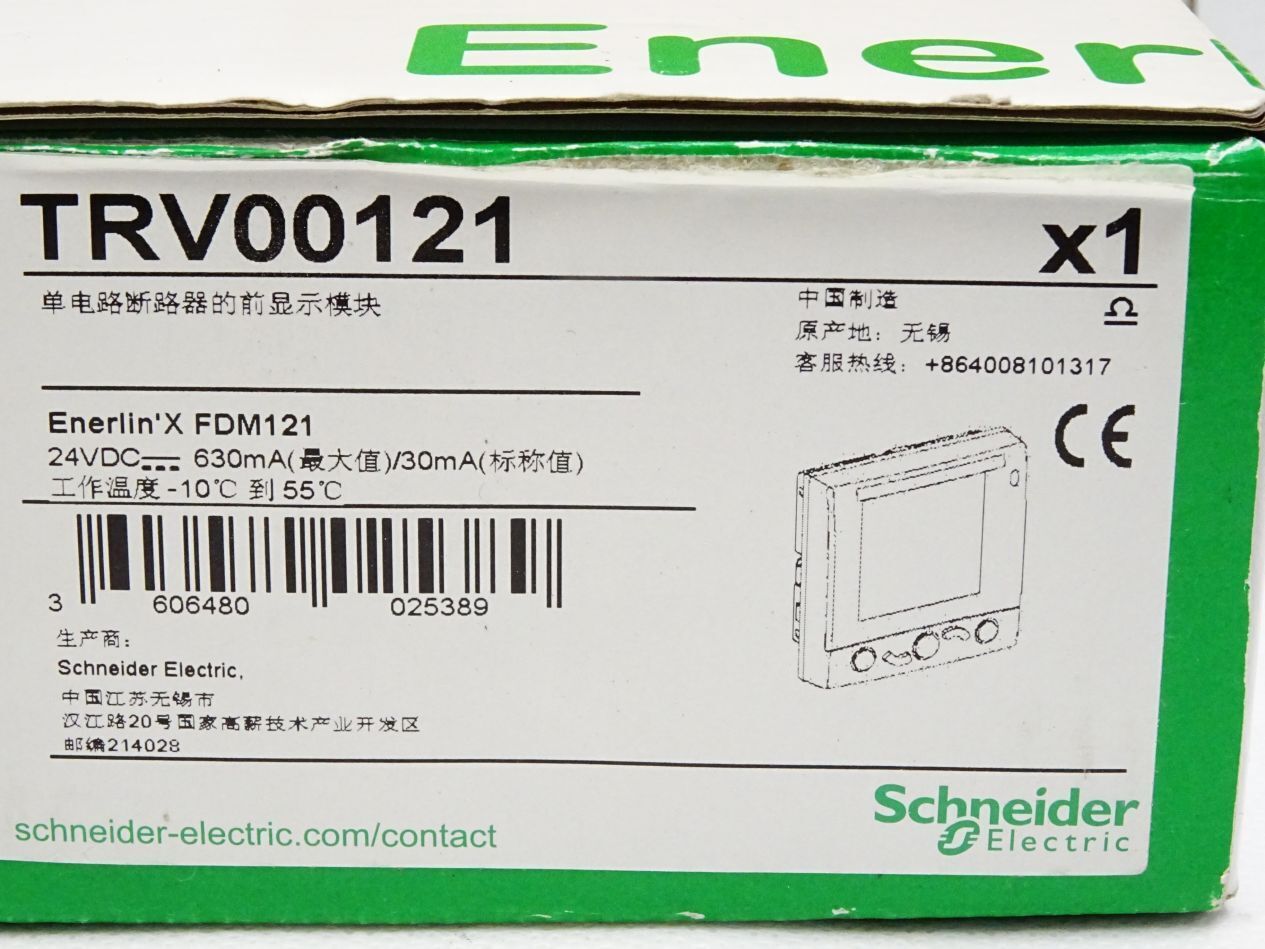 Ener
TRV00121
x1
单电路断路器的前显示模块
中国制造
原产地：无锡
客服热线：+864008101317
CE
Enerlin'X FDM121
24VDC 630mA(最大值)/30mA(标称值)
工作温度 -10℃ 到 55℃
3 606480 025389
生产商：
Schneider Electric,
中国江苏无锡市
汉江路20号国家高薪技术产业开发区
邮编214028
schneider-electric.com/contact
Schneider
Electric